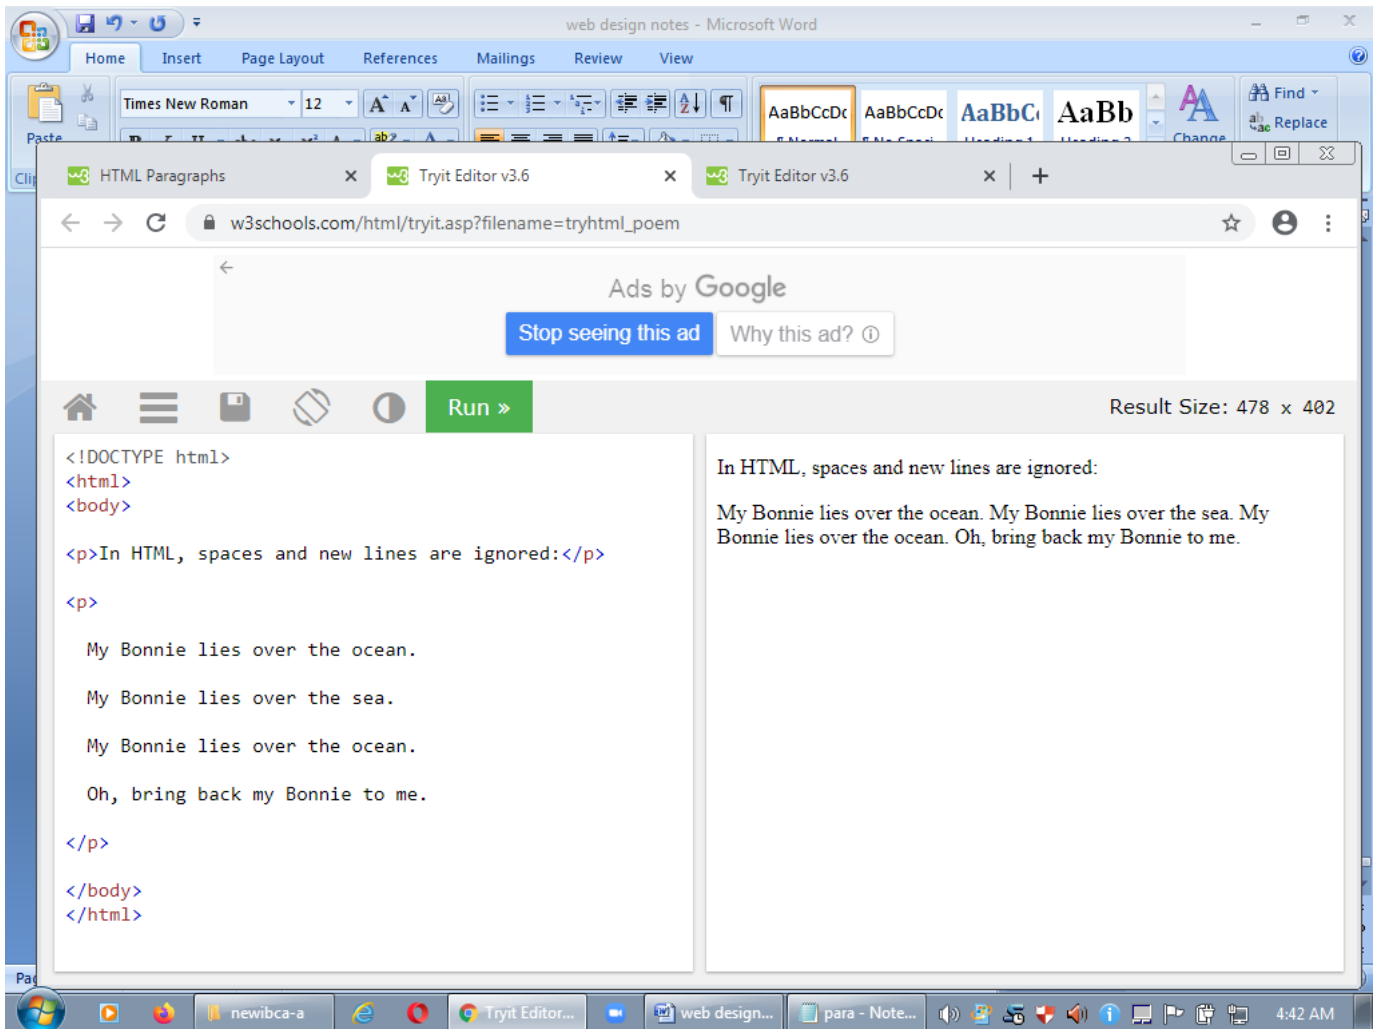 web design notes - Microsoft Word
Home Insert Page Layout References Mailings Review View
Paste
Times New Roman 12
AaBbCcDc AaBbCcDc AaBbC AaBb
Change
Find
Replace
HTML Paragraphs
Tryit Editor v3.6
Tryit Editor v3.6
w3schools.com/html/tryit.asp?filename=tryhtml_poem
Ads by Google
Stop seeing this ad
Why this ad?
Run »
Result Size: 478 x 402
<!DOCTYPE html>
<html>
<body>
<p>In HTML, spaces and new lines are ignored:</p>
<p>
My Bonnie lies over the ocean.
My Bonnie lies over the sea.
My Bonnie lies over the ocean.
Oh, bring back my Bonnie to me.
</p>
</body>
</html>
In HTML, spaces and new lines are ignored:
My Bonnie lies over the ocean. My Bonnie lies over the sea. My
Bonnie lies over the ocean. Oh, bring back my Bonnie to me.
newibca-a
Tryit Editor...
web design...
para - Note...
4:42 AM